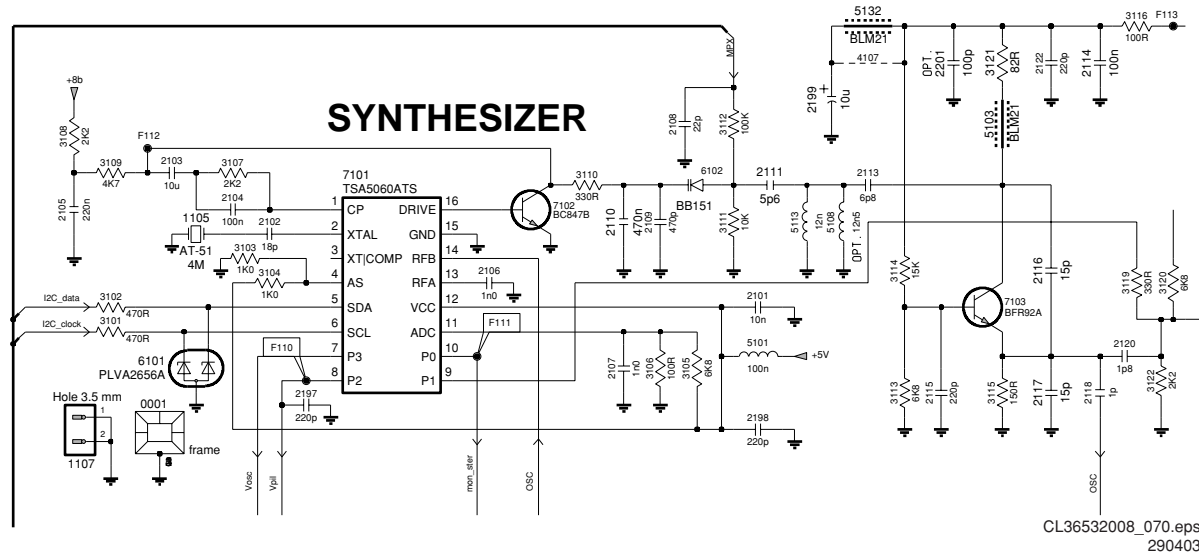 SYNTHESIZER
+8b
3108
2K2
3109
4K7
F112
2103
10u
3107
2K2
2104
100n
2105
220n
1105
AT-51
4M
2102
18p
3103
1K0
3104
1K0
I2C_data
3102
470R
I2C_clock
3101
470R
6101
PLVA2656A
Hole 3.5 mm
1
2
1107
0001
frame
F110
2197
220p
Vosc
Vpil
7101
TSA5060ATS
1 CP DRIVE 16
2 XTAL GND 15
3 XT|COMP RFB 14
4 AS RFA 13
5 SDA VCC 12
6 SCL ADC 11
7 P3 P0 10
8 P2 P1 9
F111
mon_ster
OSC
2106
1n0
7102
BC847B
3110
330R
2110
470n
2109
470p
6102
BB151
2108
22p
MPX
3112
100K
3111
10K
2111
5p6
5113
12n
5108
OPT. 12n5
2113
6p8
2101
10n
5101
100n
+5V
2107
1n0
3106
100R
3105
6K8
2198
220p
5132
BLM21
4107
2199
10u
OPT.
2201
100p
3121
82R
5103
BLM21
2122
220p
2114
100n
3116
100R
F113
3114
15K
3113
6K8
2115
220p
7103
BFR92A
3115
150R
2116
15p
2117
15p
2118
1p
OSC
2120
1p8
3119
330R
3120
6K8
3122
2K2
CL36532008_070.eps
290403